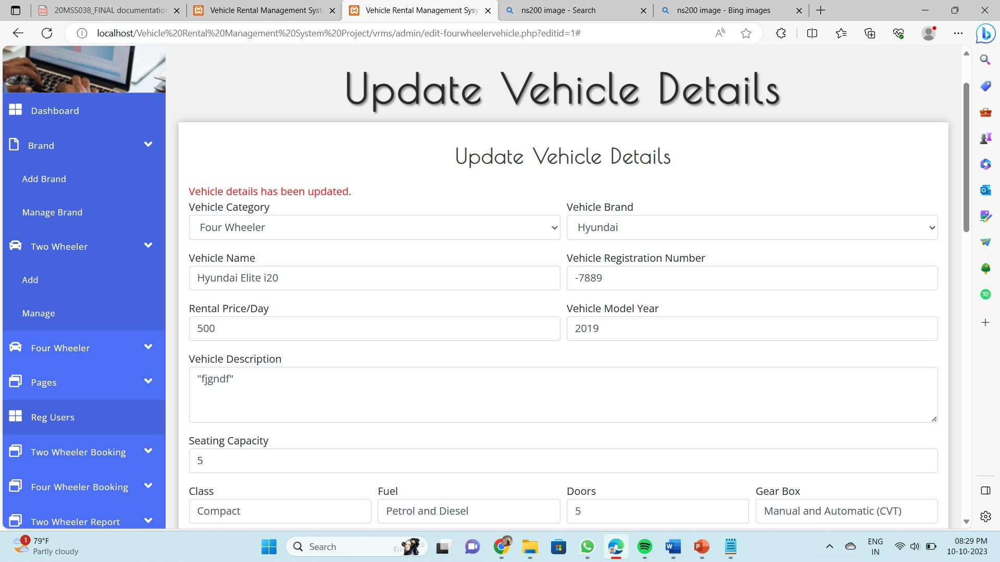 20MSS038_FINAL documentation
Vehicle Rental Management Syst
Vehicle Rental Management Sysy
ns200 image - Search
ns200 image - Bing images
localhost/Vehicle%20Rental%20Management%20System%20Project/vrms/admin/edit-fourwheelervehicle.php?editid=1#
Dashboard
Brand
Add Brand
Manage Brand
Two Wheeler
Add
Manage
Four Wheeler
Pages
Reg Users
Two Wheeler Booking
Four Wheeler Booking
Two Wheeler Report
Update Vehicle Details
Update Vehicle Details
Vehicle details has been updated.
Vehicle Category
Vehicle Brand
Four Wheeler
Hyundai
Vehicle Name
Vehicle Registration Number
Hyundai Elite i20
-7889
Rental Price/Day
Vehicle Model Year
500
2019
Vehicle Description
"fjgndf"
Seating Capacity
5
Class
Fuel
Doors
Gear Box
Compact
Petrol and Diesel
5
Manual and Automatic (CVT)
1
79°F
Partly cloudy
Search
ENG
IN
08:29 PM
10-10-2023